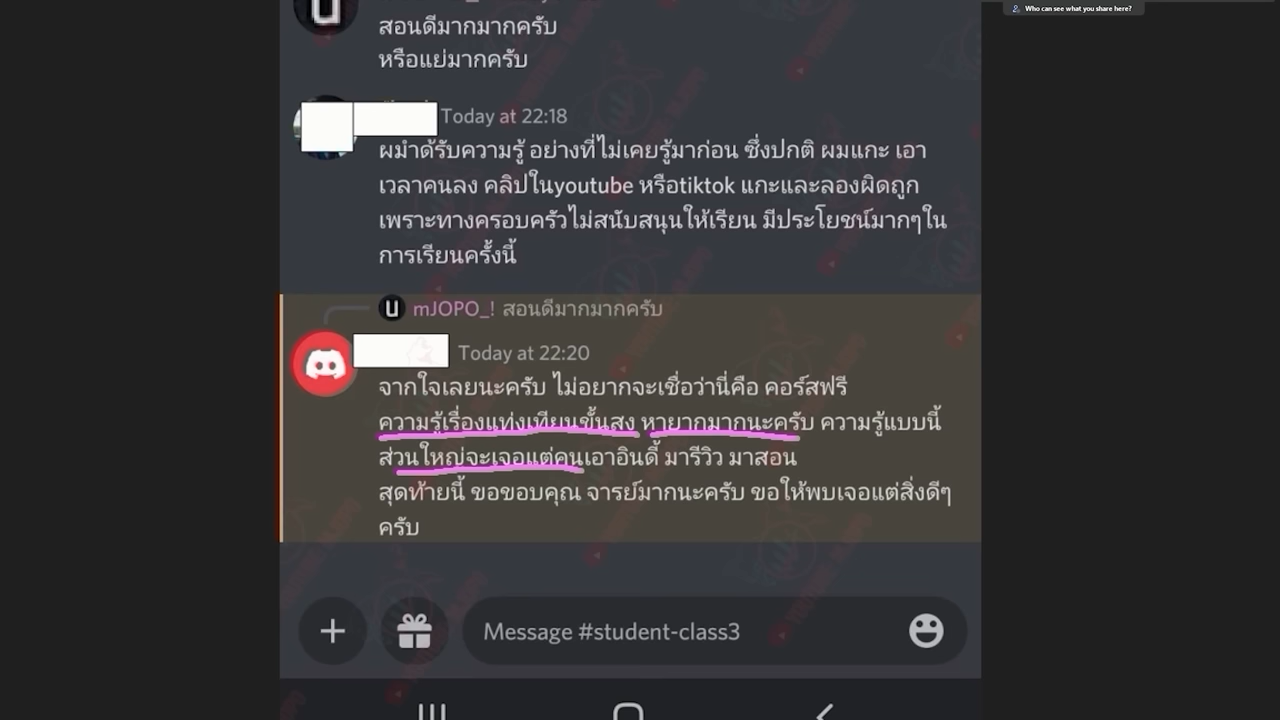 Who can see what you share here?
สอนดีมากมากครับ
หรือแย่มากครับ
Today at 22:18
ผมำด้รับความรู้ อย่างที่ไม่เคยรู้มาก่อน ซึ่งปกติ ผมแกะ เอา
เวลาคนลง คลิปในyoutube หรือtiktok แกะและลองผิดถูก
เพราะทางครอบครัวไม่สนับสนุนให้เรียน มีประโยชน์มากๆใน
การเรียนครั้งนี้
mJOPO_! สอนดีมากมากครับ
Today at 22:20
จากใจเลยนะครับ ไม่อยากจะเชื่อว่านี่คือ คอร์สฟรี
ความรู้เรื่องแท่งเทียนขั้นสูง หายากมากนะครับ ความรู้แบบนี้
ส่วนใหญ่จะเจอแต่คนเอาอินดี้ มารีวิว มาสอน
สุดท้ายนี้ ขอขอบคุณ จารย์มากนะครับ ขอให้พบเจอแต่สิ่งดีๆ
ครับ
Message #student-class3